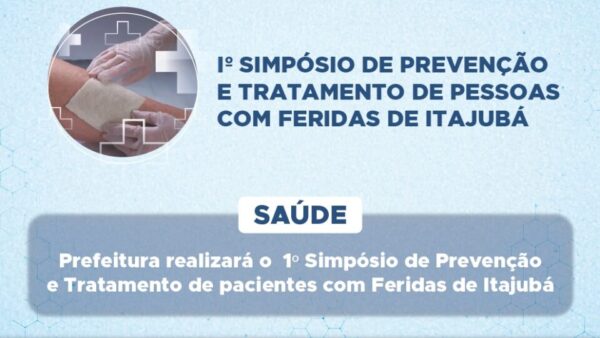 Iº SIMPÓSIO DE PREVENÇÃO
E TRATAMENTO DE PESSOAS
COM FERIDAS DE ITAJUBÁ
SAÚDE
Prefeitura realizará o 1º Simpósio de Prevenção
e Tratamento de pacientes com Feridas de Itajubá